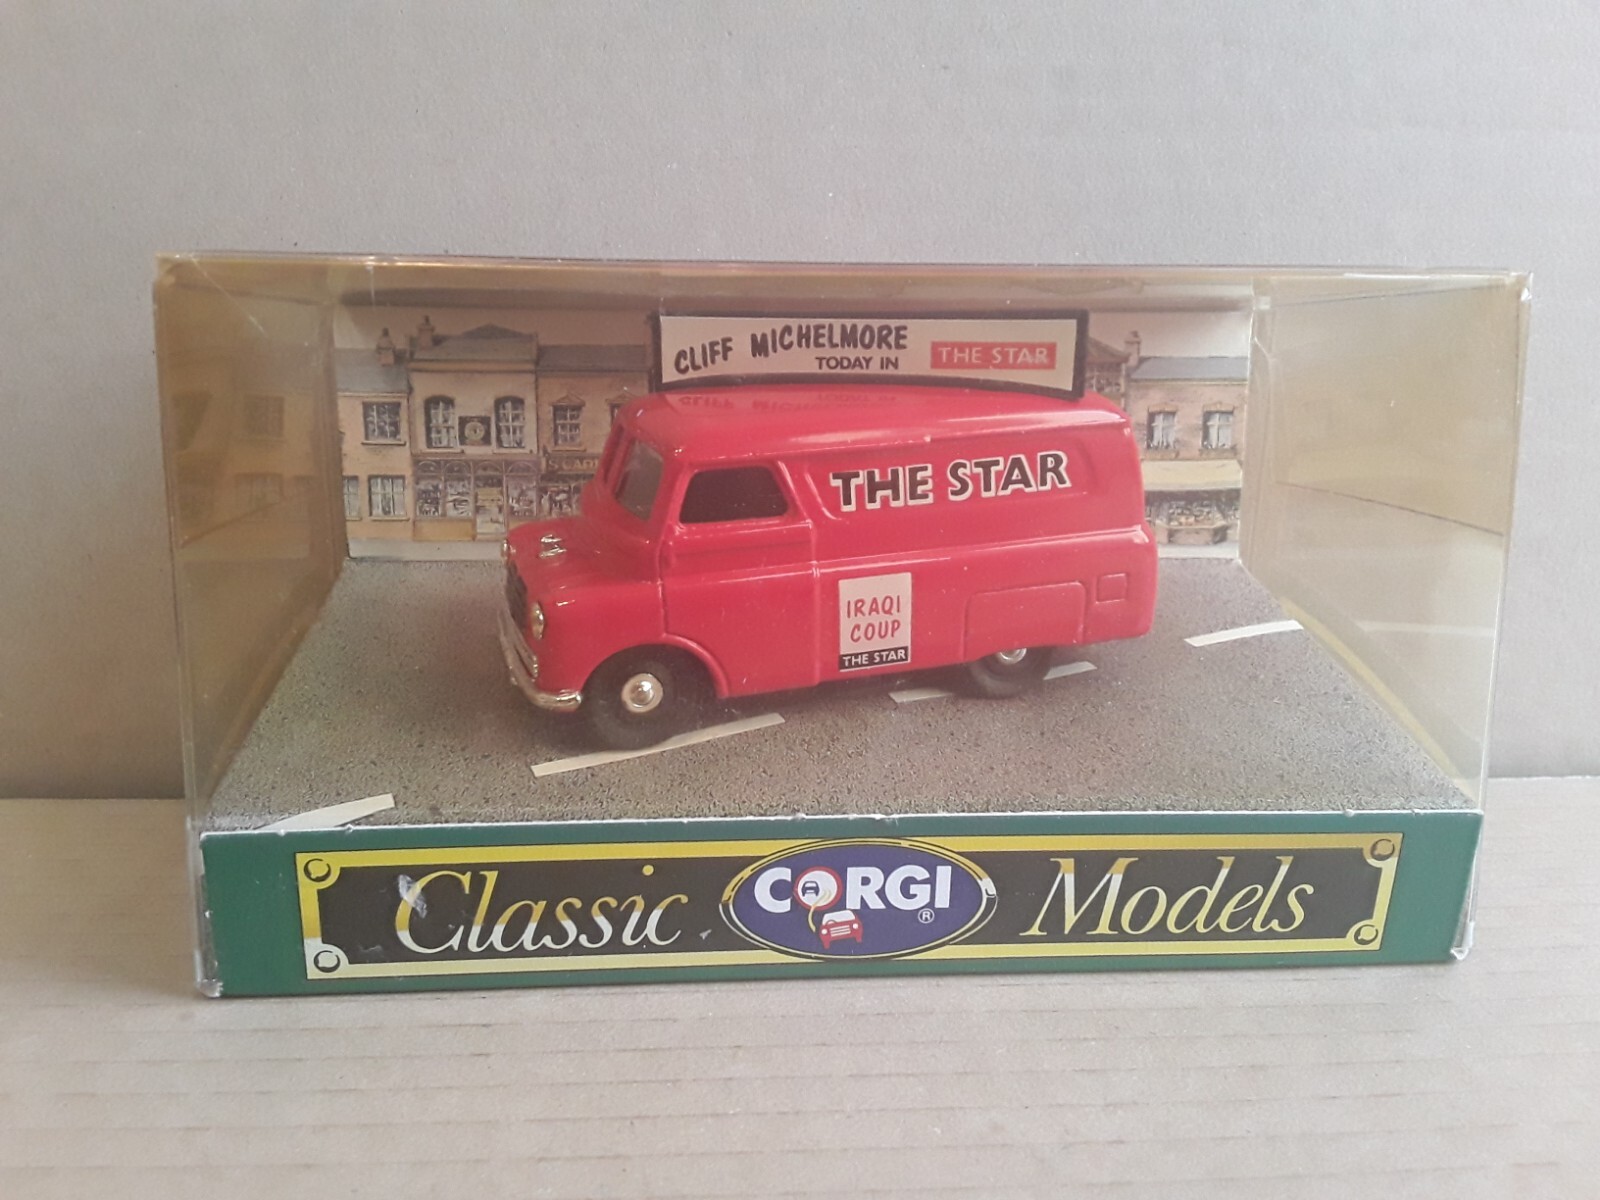 CLIFF MICHELMORE
TODAY IN THE STAR
THE STAR
IRAQI
COUP
THE STAR
Classic CORGI® Models